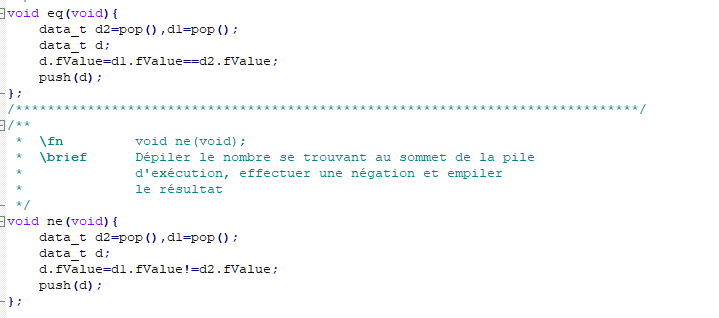 void eq(void){
    data_t d2=pop(),d1=pop();
    data_t d;
    d.fValue=d1.fValue==d2.fValue;
    push(d);
};
/******************************************************************************/
/**
 *  \fn         void ne(void);
 *  \brief      Dépiler le nombre se trouvant au sommet de la pile
 *              d'exécution, effectuer une négation et empiler
 *              le résultat
 */
void ne(void){
    data_t d2=pop(),d1=pop();
    data_t d;
    d.fValue=d1.fValue!=d2.fValue;
    push(d);
};